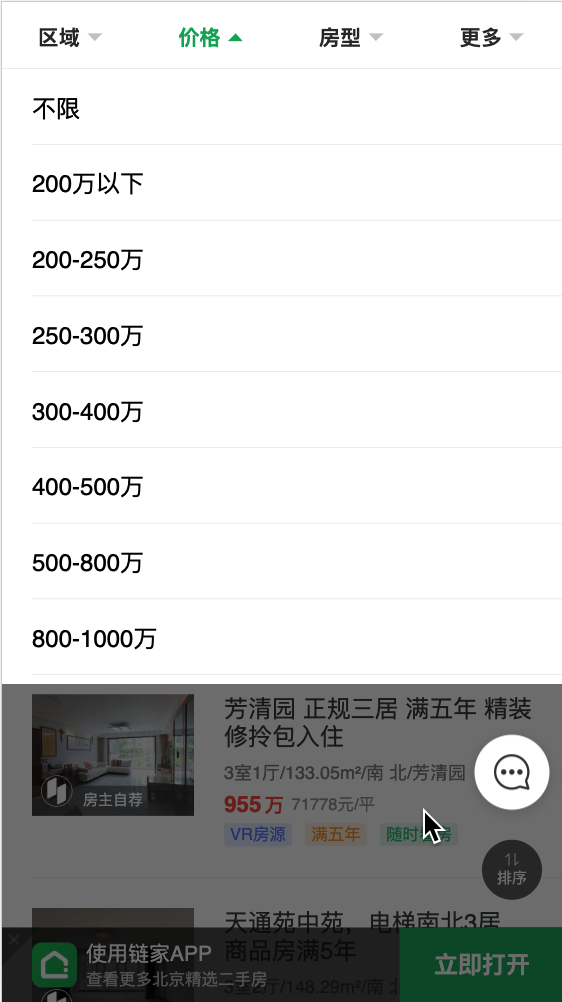 区域 价格 房型 更多
不限
200万以下
200-250万
250-300万
300-400万
400-500万
500-800万
800-1000万
芳清园 正规三居 满五年 精装
修拎包入住
3室1厅/133.05m²/南 北/芳清园
955万 71778元/平
VR房源 满五年 随时
房主自荐
排序
天通苑中苑，电梯南北3居
商品房满5年
3室2厅/148.29m²/南 北
使用链家APP
查看更多北京精选二手房
立即打开